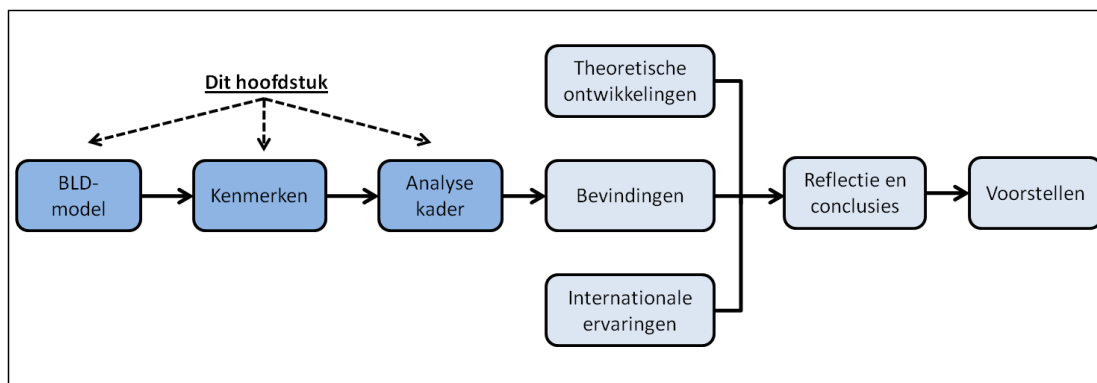 Dit hoofdstuk
BLD-
model
Kenmerken
Analyse
kader
Theoretische
ontwikkelingen
Bevindingen
Internationale
ervaringen
Reflectie en
conclusies
Voorstellen